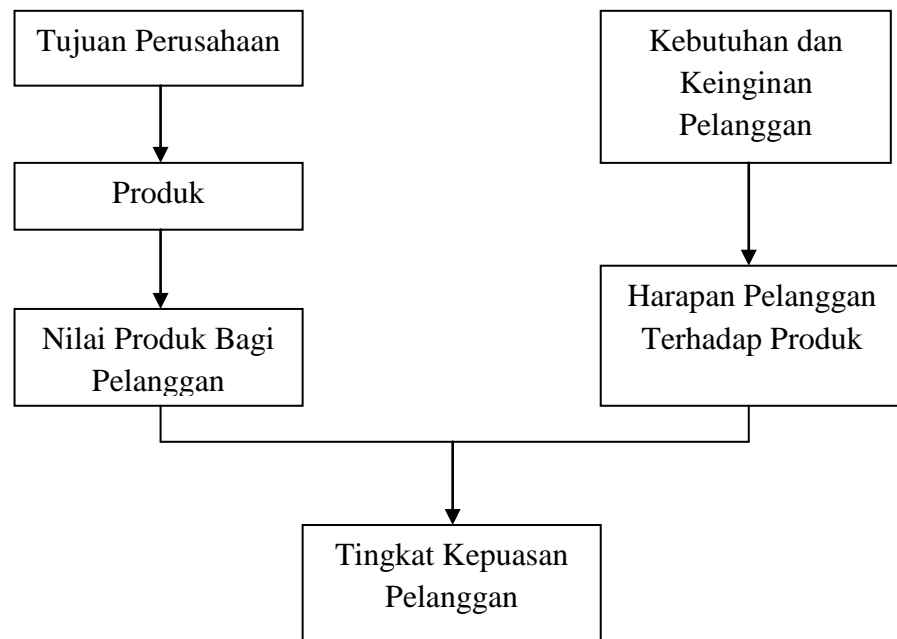 Tujuan Perusahaan
Kebutuhan dan
Keinginan
Pelanggan
Produk
Nilai Produk Bagi
Pelanggan
Harapan Pelanggan
Terhadap Produk
Tingkat Kepuasan
Pelanggan